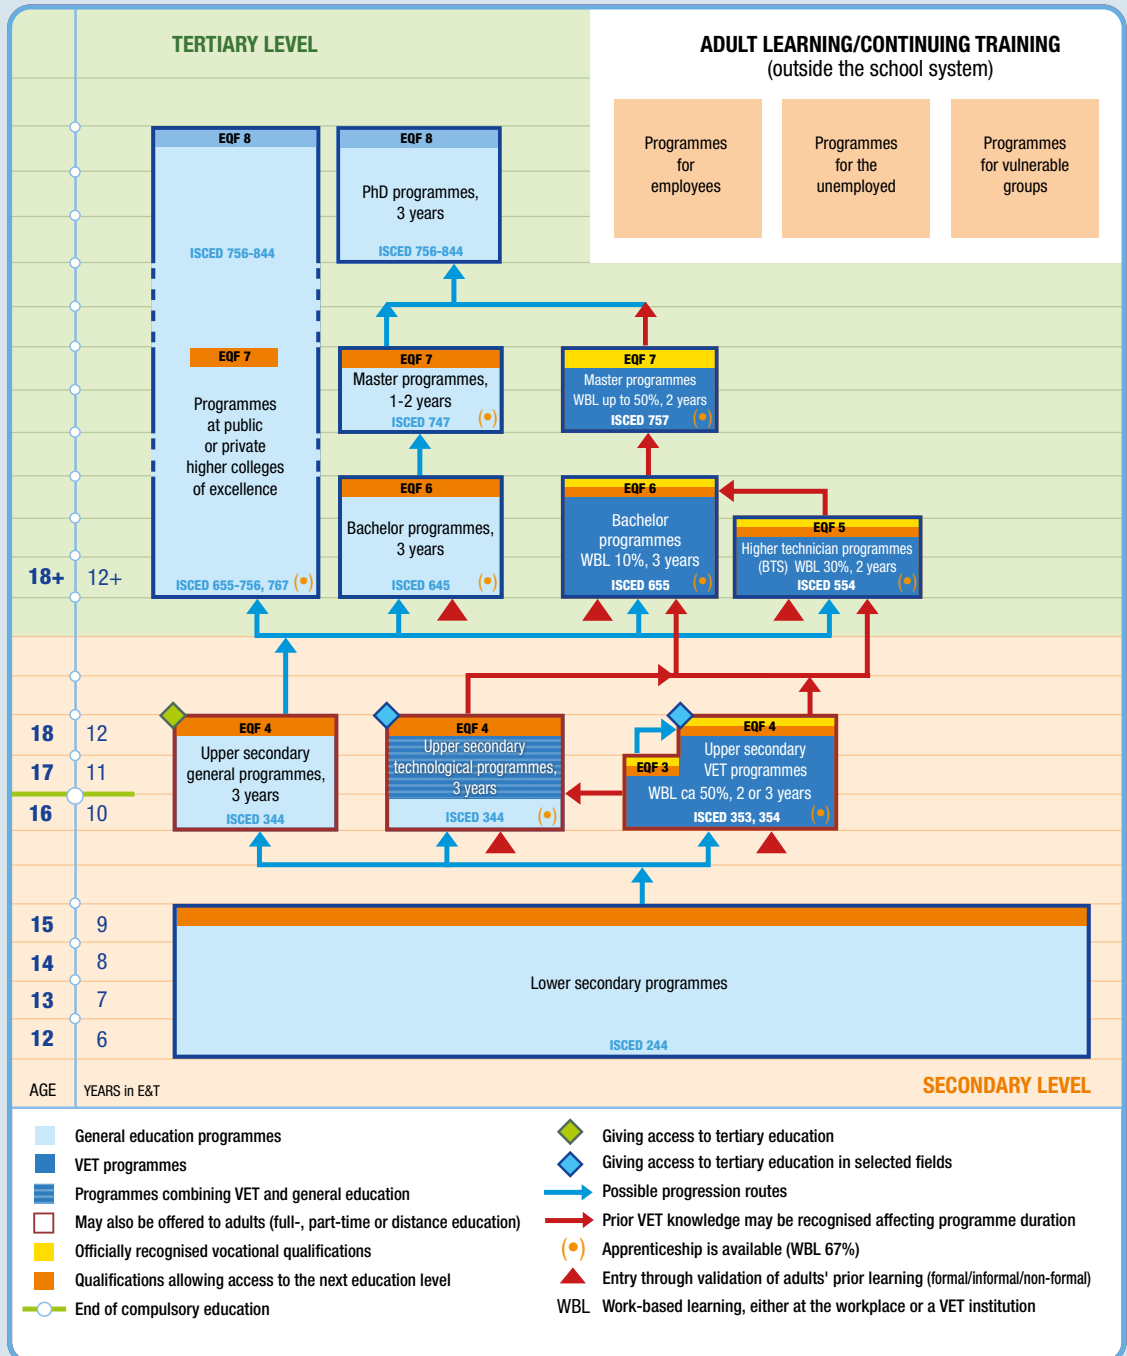 TERTIARY LEVEL
ADULT LEARNING/CONTINUING TRAINING
(outside the school system)
Programmes
for
employees
Programmes
for the
unemployed
Programmes
for vulnerable
groups
EQF 8
ISCED 756-844
EQF 7
Programmes
at public
or private
higher colleges
of excellence
ISCED 655-756, 767
EQF 8
PhD programmes,
3 years
ISCED 756-844
EQF 7
Master programmes,
1-2 years
ISCED 747
EQF 7
Master programmes
WBL up to 50%, 2 years
ISCED 757
EQF 6
Bachelor programmes,
3 years
ISCED 645
EQF 6
Bachelor
programmes
WBL 10%, 3 years
ISCED 655
EQF 5
Higher technician programmes
(BTS) WBL 30%, 2 years
ISCED 554
18+ 12+
EQF 4
Upper secondary
general programmes,
3 years
ISCED 344
EQF 4
Upper secondary
technological programmes,
3 years
ISCED 344
EQF 3
EQF 4
Upper secondary
VET programmes
WBL ca 50%, 2 or 3 years
ISCED 353, 354
18 12
17 11
16 10
15 9
14 8
13 7
12 6
Lower secondary programmes
ISCED 244
AGE YEARS in E&T
SECONDARY LEVEL
General education programmes
VET programmes
Programmes combining VET and general education
May also be offered to adults (full-, part-time or distance education)
Officially recognised vocational qualifications
Qualifications allowing access to the next education level
End of compulsory education
Giving access to tertiary education
Giving access to tertiary education in selected fields
Possible progression routes
Prior VET knowledge may be recognised affecting programme duration
Apprenticeship is available (WBL 67%)
Entry through validation of adults' prior learning (formal/informal/non-formal)
WBL Work-based learning, either at the workplace or a VET institution